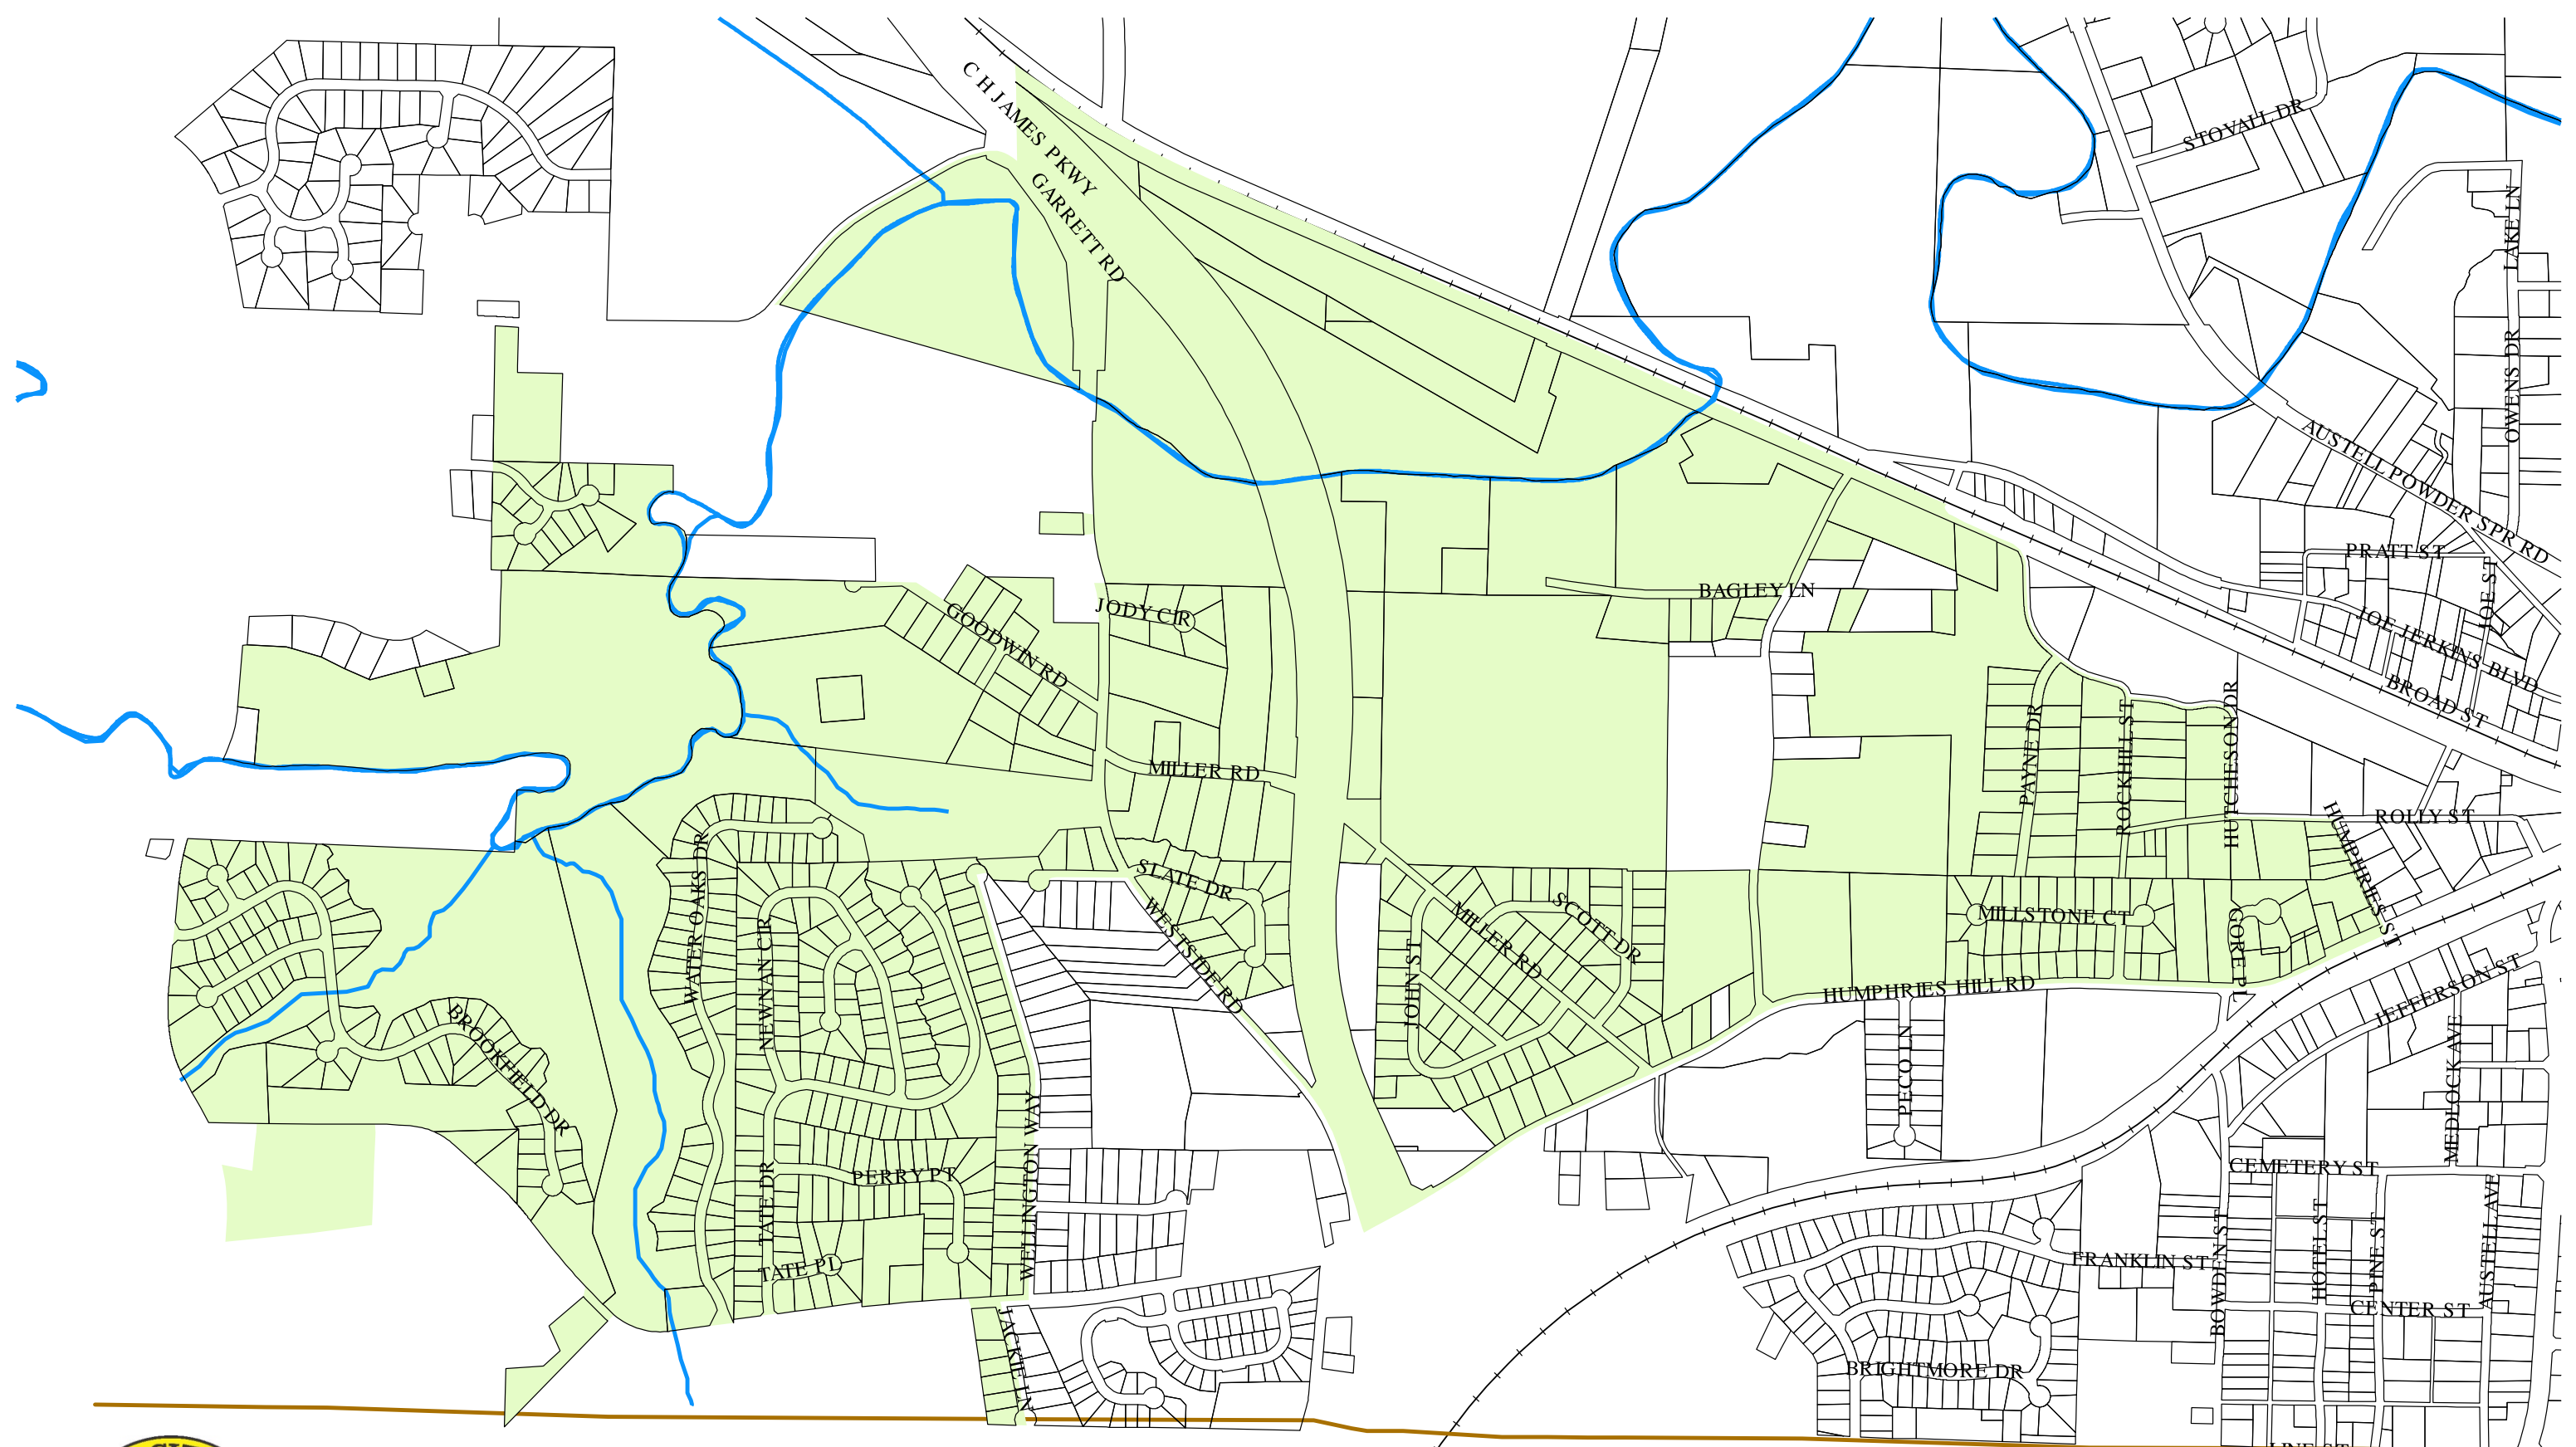 C H JAMES PKWY
GARRETT RD
STOVALL DR
LAKE LN
OWENS DR
AUSTELL POWDER SPR RD
PRATT ST
JOE ST
JOE JERKINS BLVD
BROAD ST
BAGLEY LN
JODY CIR
GOODWIN RD
MILLER RD
PAYNE DR
ROCKHILL ST
HUTCHESON DR
ROLLY ST
HUMPHRIES ST
WATER OAKS DR
SLATE DR
WESTSIDE RD
NEWNAN CIR
SCOTT DR
MILLER RD
JOHN ST
MILLSTONE CT
GORE PL
HUMPHRIES HILL RD
JEFFERSON ST
PECO LN
MEDLOCK AVE
BROOKFIELD DR
WELLINGTON WAY
TATE DR
PERRY PT
TATE PL
JACKIE LN
CEMETERY ST
BOWDEN ST
HOTEL ST
PINE ST
AUSTELL AVE
FRANKLIN ST
CENTER ST
BRIGHTMORE DR